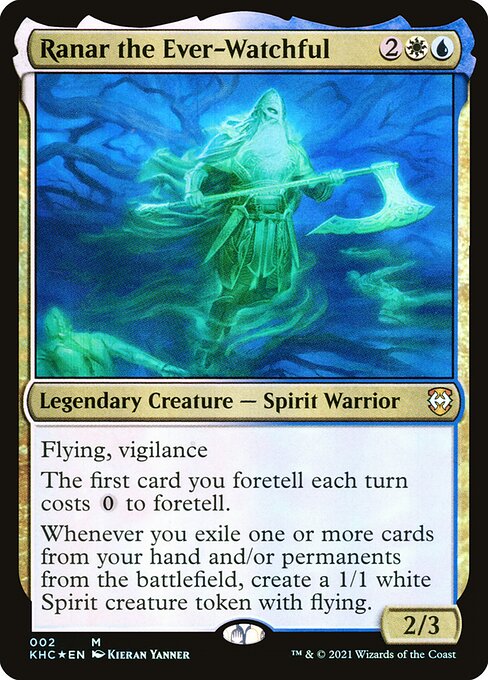 Ranar the Ever-Watchful 2
Legendary Creature — Spirit Warrior
Flying, vigilance
The first card you foretell each turn
costs 0 to foretell.
Whenever you exile one or more cards
from your hand and/or permanents
from the battlefield, create a 1/1 white
Spirit creature token with flying.
2/3
002 M
KHC★EN Kieran Yanner
™ & © 2021 Wizards of the Coast